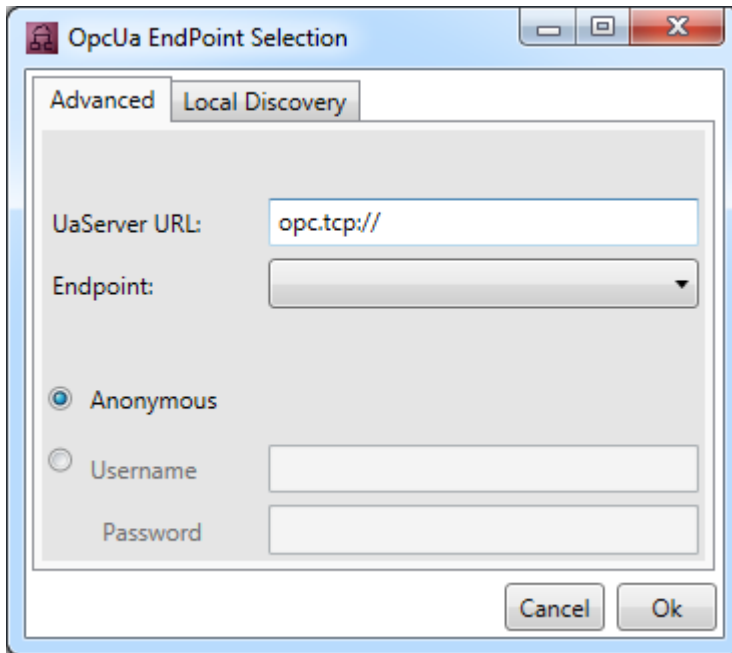 OpcUa EndPoint Selection
Advanced Local Discovery
UaServer URL: opc.tcp://
Endpoint:
Anonymous
Username
Password
Cancel Ok